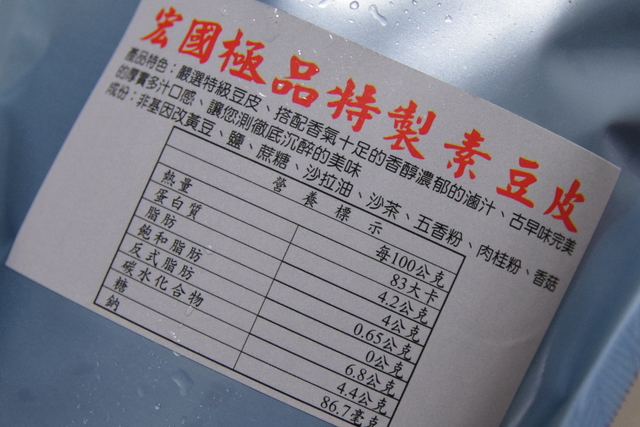 宏國極品特製素豆皮
產品特色：嚴選特級豆皮、搭配香氣十足的香醇濃郁的滷汁、古早味完美
的厚實多汁口感、讓您測徹底沉醉的美味
成份：非基因改黃豆、鹽、蔗糖、沙拉油、沙茶、五香粉、肉桂粉、香菇
營養標示
每100公克
熱量 83大卡
蛋白質 4.2公克
脂肪 4公克
飽和脂肪 0.65公克
反式脂肪 0公克
碳水化合物 6.8公克
糖 4.4公克
鈉 86.7毫克